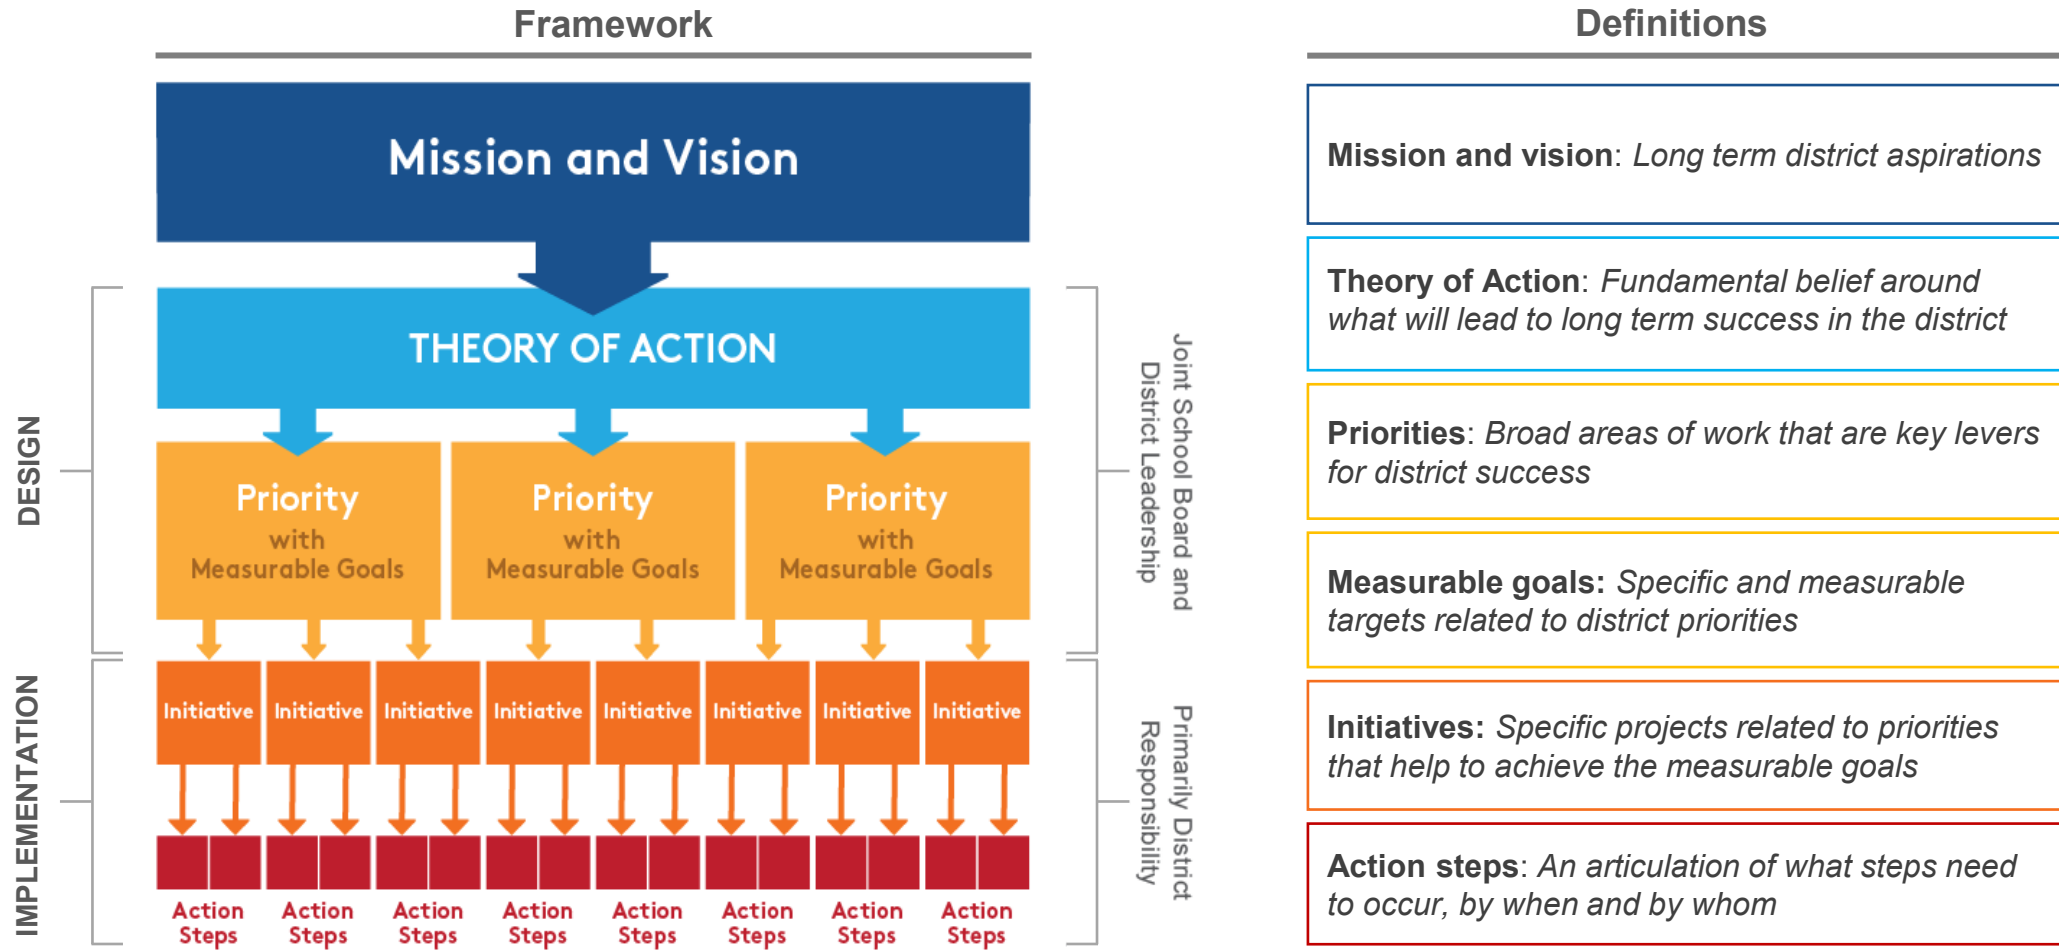 Framework
Mission and Vision
THEORY OF ACTION
Priority
with
Measurable Goals
Priority
with
Measurable Goals
Priority
with
Measurable Goals
Initiative
Initiative
Initiative
Initiative
Initiative
Initiative
Initiative
Initiative
Action
Steps
Action
Steps
Action
Steps
Action
Steps
Action
Steps
Action
Steps
Action
Steps
Action
Steps
DESIGN
IMPLEMENTATION
Joint School Board and
District Leadership
Primarily District
Responsibility
Definitions
Mission and vision: Long term district aspirations
Theory of Action: Fundamental belief around
what will lead to long term success in the district
Priorities: Broad areas of work that are key levers
for district success
Measurable goals: Specific and measurable
targets related to district priorities
Initiatives: Specific projects related to priorities
that help to achieve the measurable goals
Action steps: An articulation of what steps need
to occur, by when and by whom